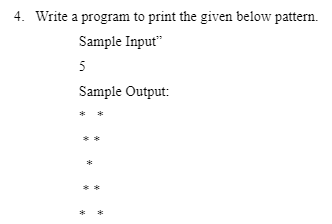 4. Write a program to print the given below pattern.
Sample Input”
5
Sample Output:
*   *
 * *
  *
 * *
*   *